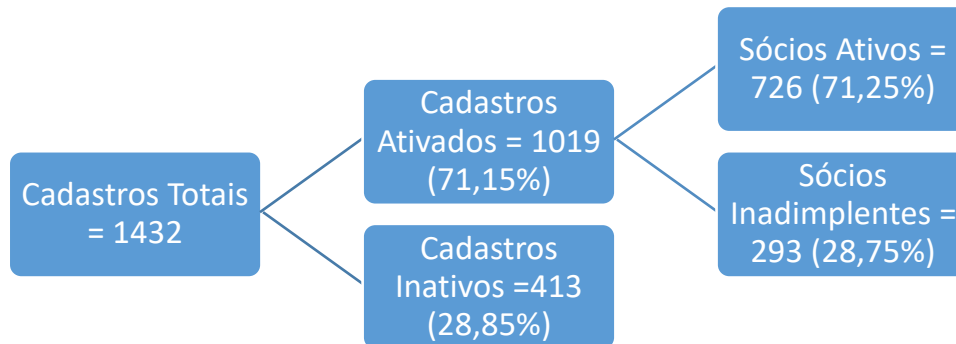 Cadastros Totais
= 1432
Cadastros
Ativados = 1019
(71,15%)
Cadastros
Inativos =413
(28,85%)
Sócios Ativos =
726 (71,25%)
Sócios
Inadimplentes =
293 (28,75%)